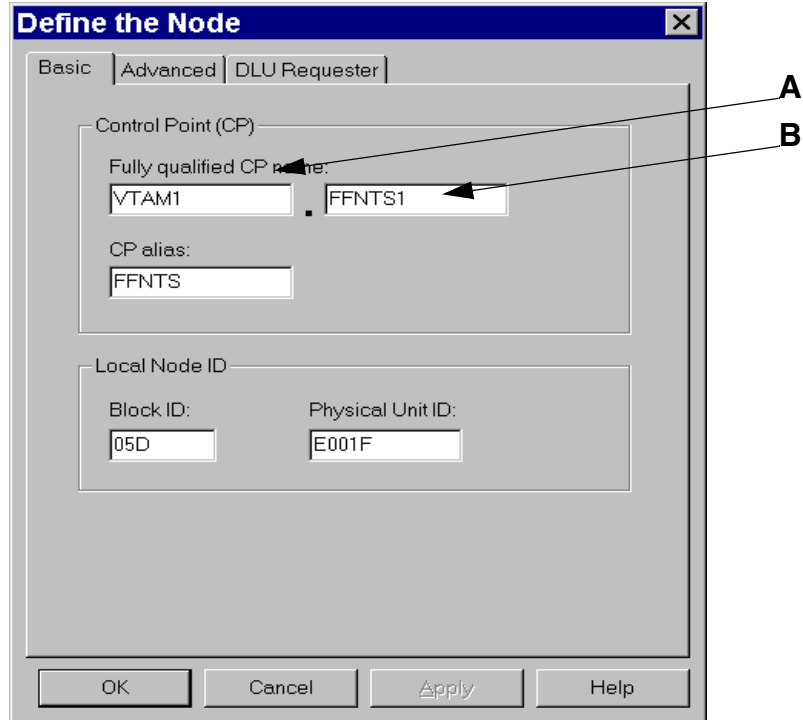 Define the Node
Basic Advanced DLU Requester
A
B
Control Point (CP)
Fully qualified CP name:
VTAM1 . FFNTS1
CP alias:
FFNTS
Local Node ID
Block ID: Physical Unit ID:
05D E001F
OK Cancel Apply Help